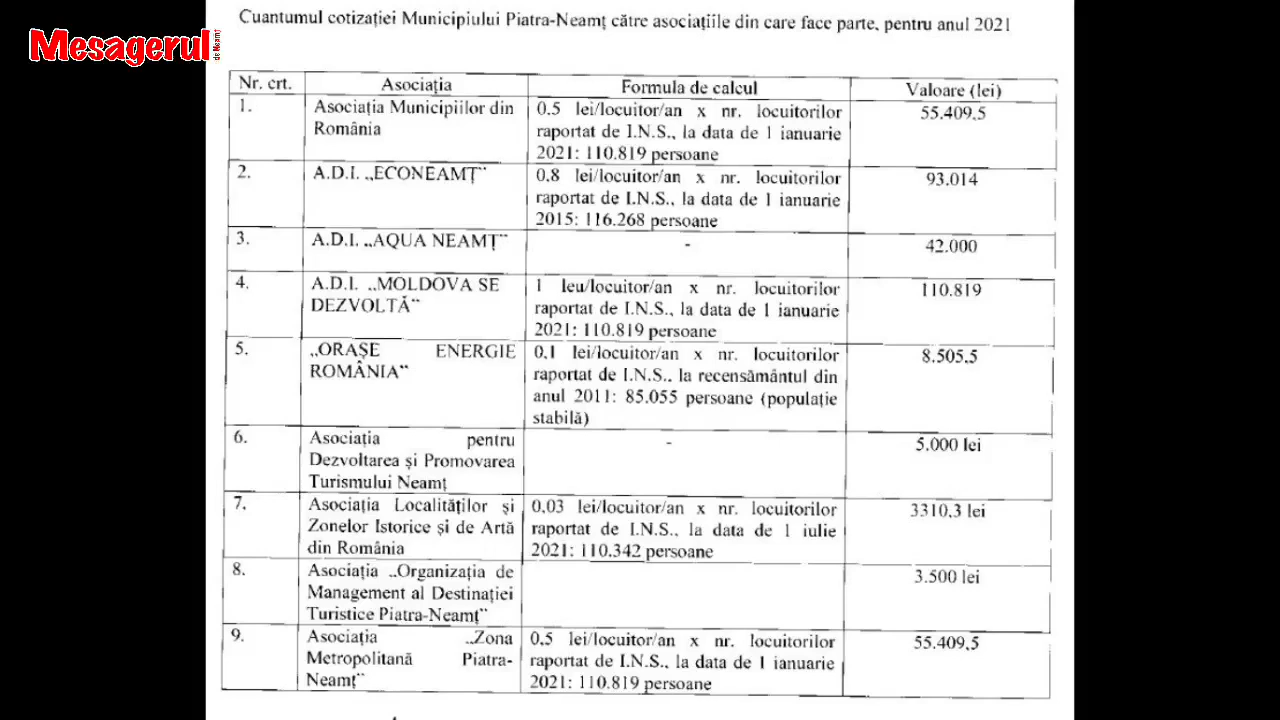 Cuantumul cotizației Municipiului Piatra-Neamț către asociațiile din care face parte, pentru anul 2021
Mesagerul
de Neamț
Nr. crt.
Asociația
Formula de calcul
Valoare (lei)
1.
Asociația Municipiilor din
România
0.5 lei/locuitor/an x nr. locuitorilor
raportat de I.N.S., la data de 1 ianuarie
2021: 110.819 persoane
55.409,5
2.
A.D.I. „ECONEAMȚ"
0.8 lei/locuitor/an x nr. locuitorilor
raportat de I.N.S., la data de 1 ianuarie
2015: 116.268 persoane
93.014
3.
A.D.I. „AQUA NEAMȚ"
-
42.000
4.
A.D.I. „MOLDOVA SE
DEZVOLTĂ"
1 leu/locuitor/an x nr. locuitorilor
raportat de I.N.S., la data de 1 ianuarie
2021: 110.819 persoane
110.819
5.
„ORAȘE ENERGIE
ROMÂNIA"
0,1 lei/locuitor/an x nr. locuitorilor
raportat de I.N.S., la recensământul din
anul 2011: 85.055 persoane (populație
stabilă)
8.505,5
6.
Asociația pentru
Dezvoltarea și Promovarea
Turismului Neamț
-
5.000 lei
7.
Asociația Localităților și
Zonelor Istorice și de Artă
din România
0,03 lei/locuitor/an x nr. locuitorilor
raportat de I.N.S., la data de 1 iulie
2021: 110.342 persoane
3310,3 lei
8.
Asociația „Organizația de
Management al Destinației
Turistice Piatra-Neamț"
3.500 lei
9.
Asociația „Zona
Metropolitană Piatra-
Neamț"
0,5 lei/locuitor/an x nr. locuitorilor
raportat de I.N.S., la data de 1 ianuarie
2021: 110.819 persoane
55.409,5